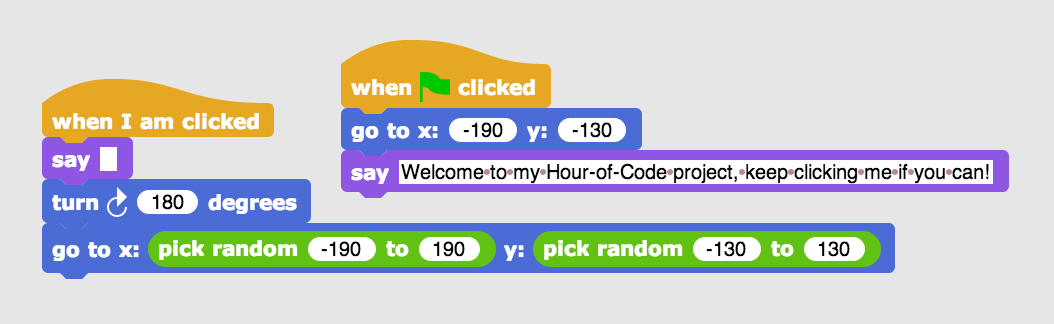 when I am clicked
say
turn 180 degrees
go to x: pick random -190 to 190 y: pick random -130 to 130
when clicked
go to x: -190 y: -130
say Welcome to my Hour-of-Code project, keep clicking me if you can!